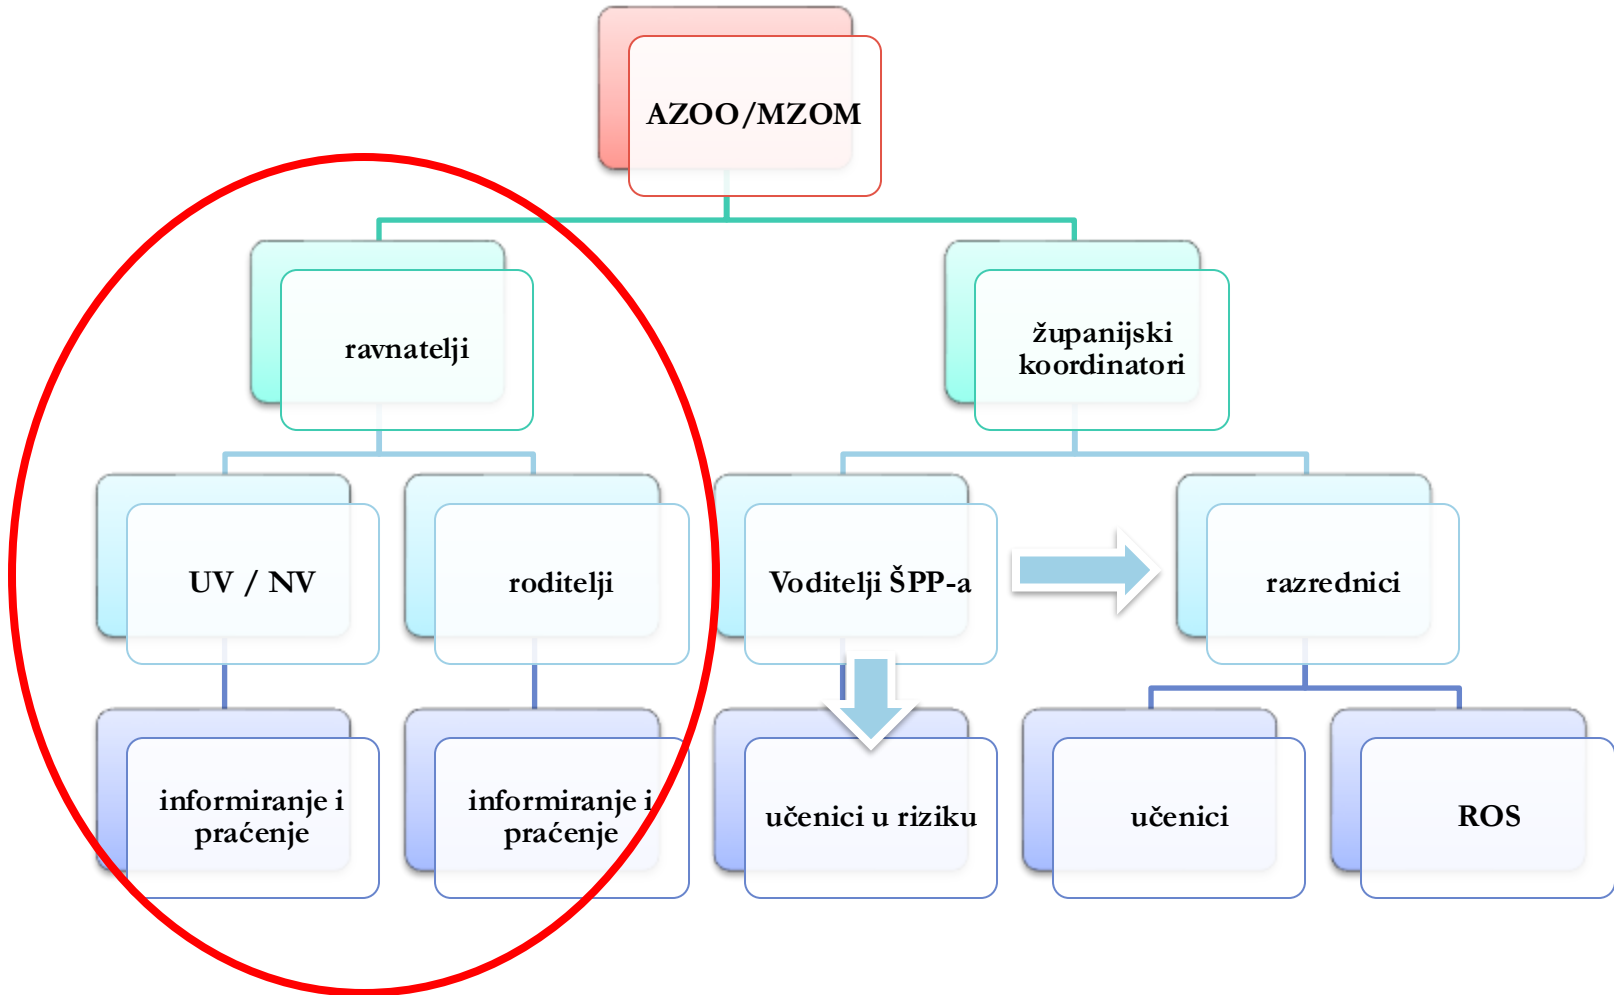 AZOO/MZOM
ravnatelji
županijski
koordinatori
UV / NV
roditelji
Voditelji ŠPP-a
razrednici
informiranje i
praćenje
informiranje i
praćenje
učenici u riziku
učenici
ROS